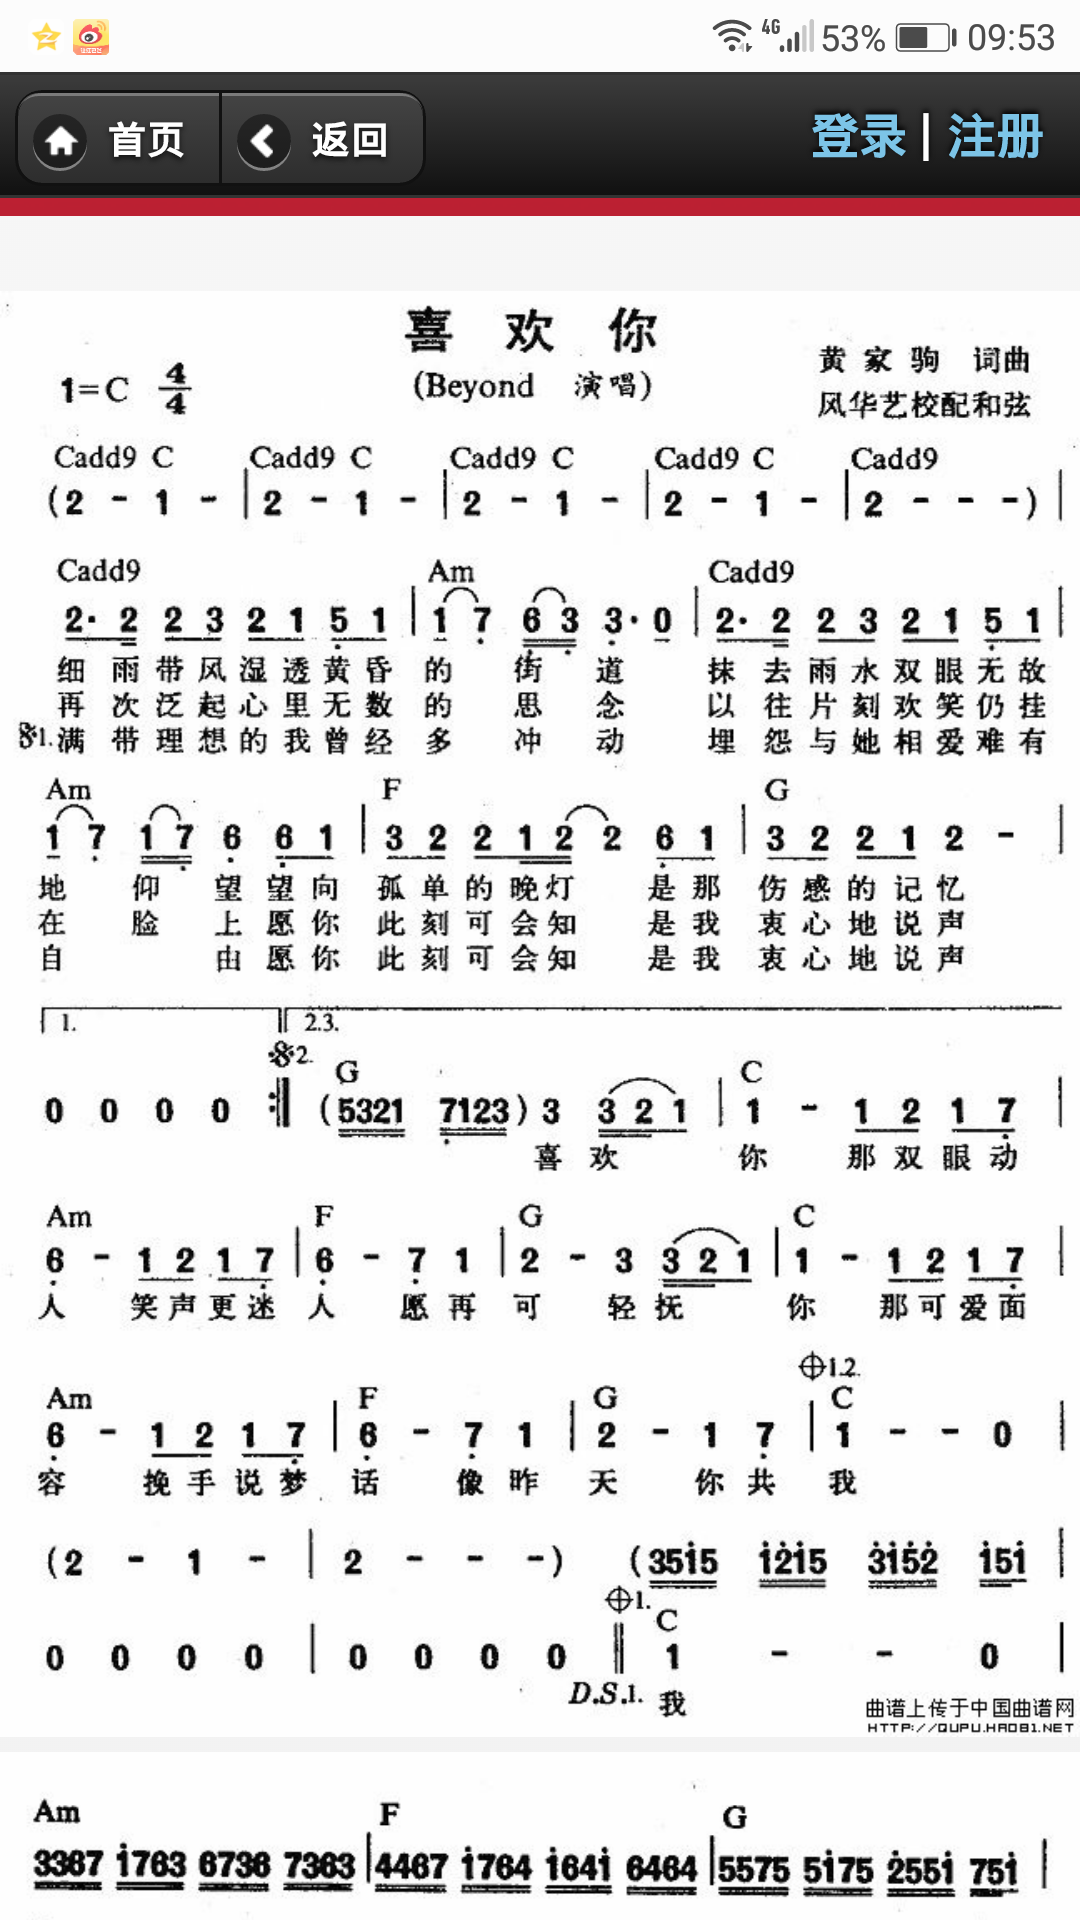 4G 53% 09:53
首页 返回 登录 | 注册
喜 欢 你
1=C 4/4 (Beyond 演唱) 黄 家 驹 词曲
风华艺校配和弦
Cadd9 C Cadd9 C Cadd9 C Cadd9 C Cadd9
(2 - 1 - | 2 - 1 - | 2 - 1 - | 2 - 1 - | 2 - - -) |
Cadd9 Am Cadd9
2· 2 2 3 2 1 5 1 | 1 7 6 3 3· 0 | 2· 2 2 3 2 1 5 1 |
细 雨 带 风 湿 透 黄 昏 的 街 道 抹 去 雨 水 双 眼 无 故
再 次 泛 起 心 里 无 数 的 思 念 以 往 片 刻 欢 笑 仍 挂
𝄋1. 满 带 理 想 的 我 曾 经 多 冲 动 埋 怨 与 她 相 爱 难 有
Am F G
1 7 1 7 6 6 1 | 3 2 2 1 2 2 6 1 | 3 2 2 1 2 - |
地 仰 望 望 向 孤 单 的 晚 灯 是 那 伤 感 的 记 忆
在 脸 上 愿 你 此 刻 可 会 知 是 我 衷 心 地 说 声
自 由 愿 你 此 刻 可 会 知 是 我 衷 心 地 说 声
1. 2.3.
𝄋2. G C
0 0 0 0 :‖ (5321 7123) 3 3 2 1 | 1 - 1 2 1 7 |
喜 欢 你 那 双 眼 动
Am F G C
6 - 1 2 1 7 | 6 - 7 1 | 2 - 3 3 2 1 | 1 - 1 2 1 7 |
人 笑 声 更 迷 人 愿 再 可 轻 抚 你 那 可 爱 面
𝄌1.2.
Am F G C
6 - 1 2 1 7 | 6 - 7 1 | 2 - 1 7 | 1 - - 0 |
容 挽 手 说 梦 话 像 昨 天 你 共 我
(2 - 1 - | 2 - - -) (35i5 i2i5 3i52 i5i |
𝄌1. C
0 0 0 0 | 0 0 0 0 ‖ 1 - - 0 |
D.S.1. 我
曲谱上传于中国曲谱网
HTTP://QUPU.HAO81.NET
Am F G
3367 i763 6736 7363 | 4467 i764 i64i 6464 | 5575 5i75 255i 75i |